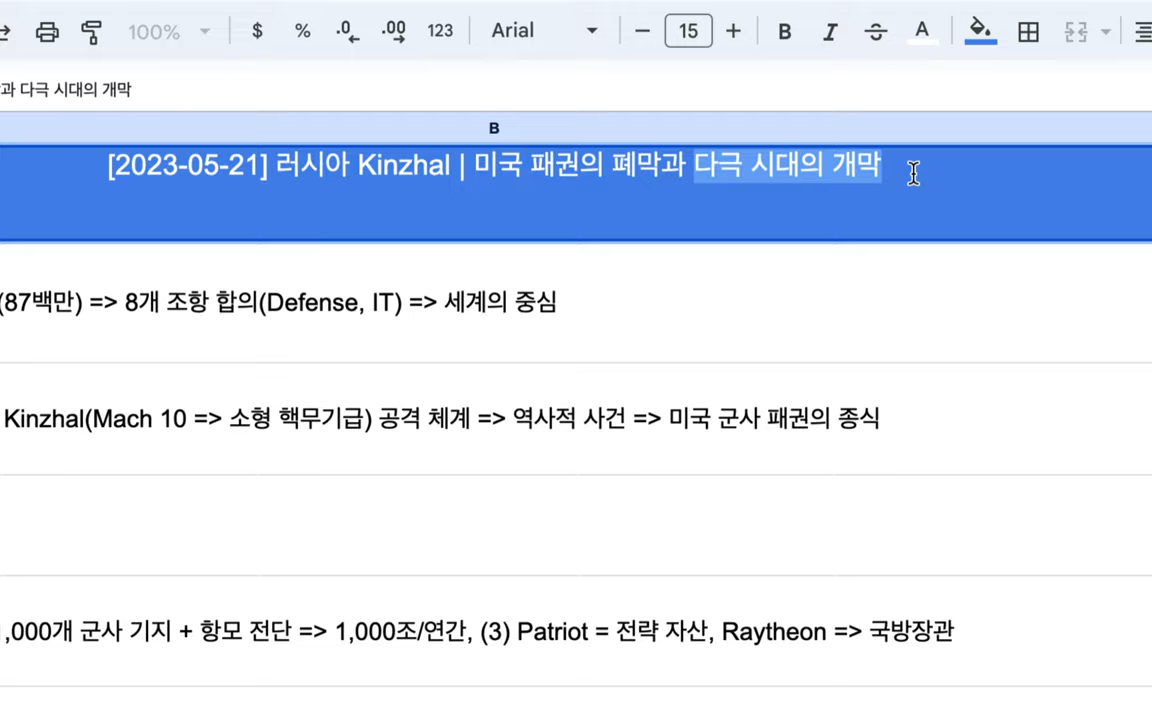 100% $ % .0 .00 123 Arial 15 B I S A
과 다극 시대의 개막
B
[2023-05-21] 러시아 Kinzhal | 미국 패권의 폐막과 다극 시대의 개막
(87백만) => 8개 조항 합의(Defense, IT) => 세계의 중심
Kinzhal(Mach 10 => 소형 핵무기급) 공격 체계 => 역사적 사건 => 미국 군사 패권의 종식
,000개 군사 기지 + 항모 전단 => 1,000조/연간, (3) Patriot = 전략 자산, Raytheon => 국방장관